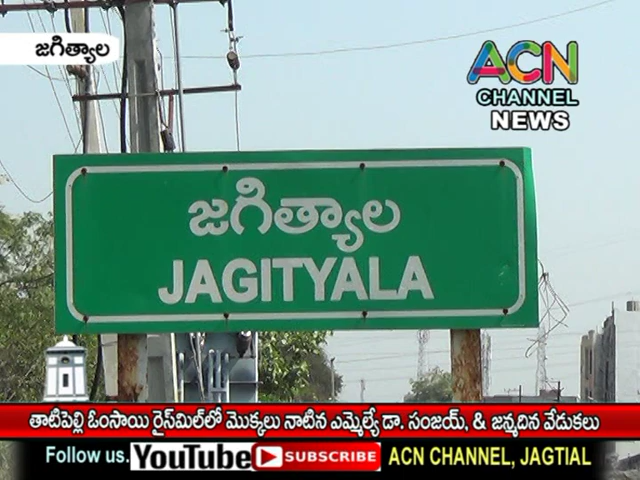 జగిత్యాల
ACN
CHANNEL
NEWS
జగిత్యాల
JAGITYALA
తాటిపెల్లి ఓంసాయి రైస్‌మిల్‌లో మొక్కలు నాటిన ఎమ్మెల్యే డా. సంజయ్, & జన్మదిన వేడుకలు
Follow us. YouTube SUBSCRIBE ACN CHANNEL, JAGTIAL